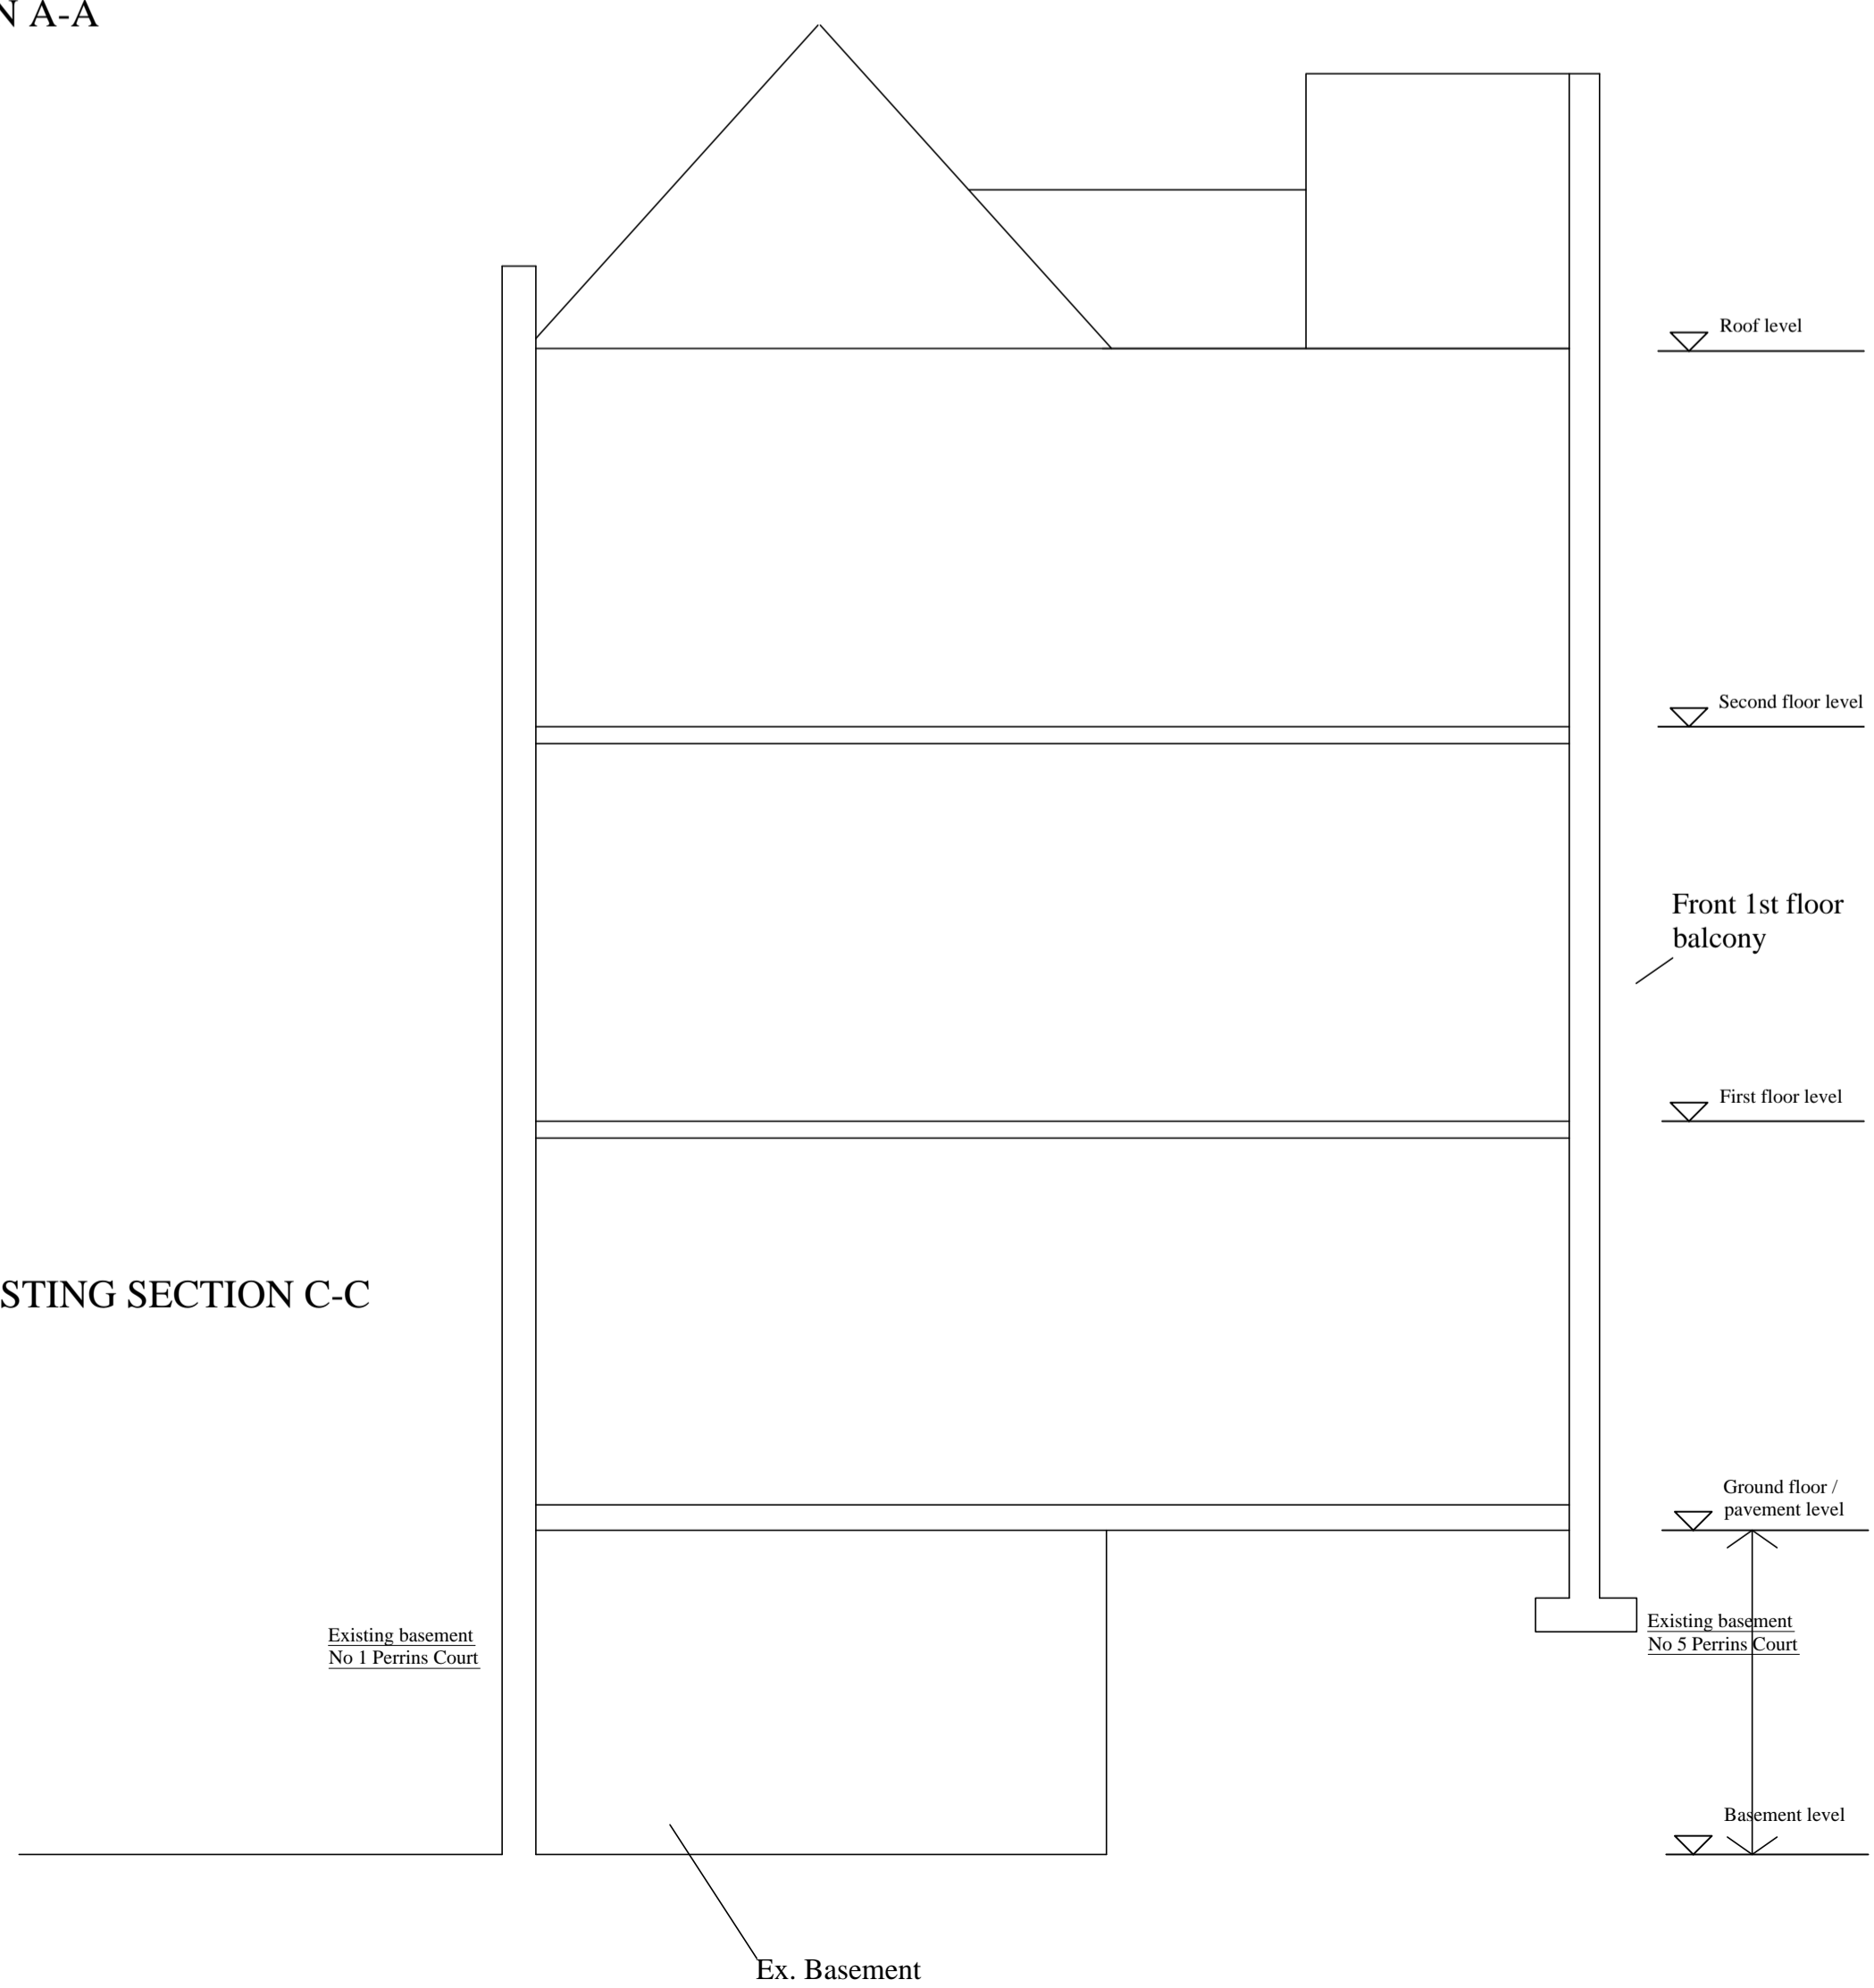 N A-A
Roof level
Second floor level
Front 1st floor
balcony
First floor level
STING SECTION C-C
Ground floor /
pavement level
Existing basement
No 1 Perrins Court
Existing basement
No 5 Perrins Court
Basement level
Ex. Basement